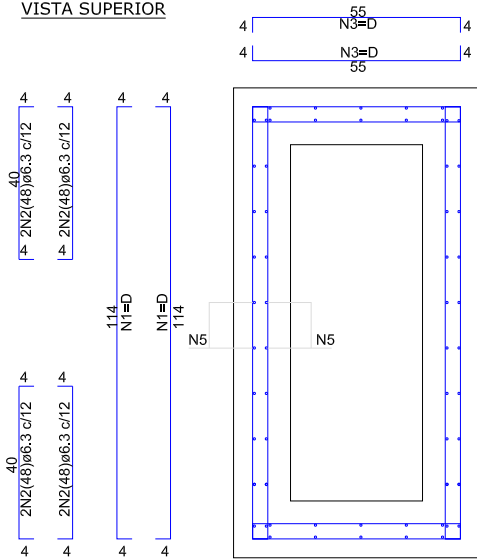 VISTA SUPERIOR
55
4 N3=D 4
4 N3=D 4
55
4 4 4 4
40 2N2(48)ø6.3 c/12 2N2(48)ø6.3 c/12
4 4
114 N1=D N1=D 114
N5 N5
4 4
40 2N2(48)ø6.3 c/12 2N2(48)ø6.3 c/12
4 4 4 4